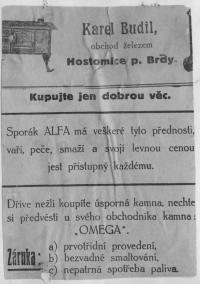 Karel Budil,
obchod železem
Hostomice p. Brdy.
Kupujte jen dobrou věc.
Sporák ALFA má veškeré tyto přednosti,
vaří, peče, smaží a svojí levnou cenou
jest přístupný každému.
Dříve nežli koupíte úsporná kamna, nechte
si předvésti u svého obchodníka kamna:
„OMEGA".
Záruka:
a) prvotřídní provedení,
b) bezvadné smaltování,
c) nepatrná spotřeba paliva.